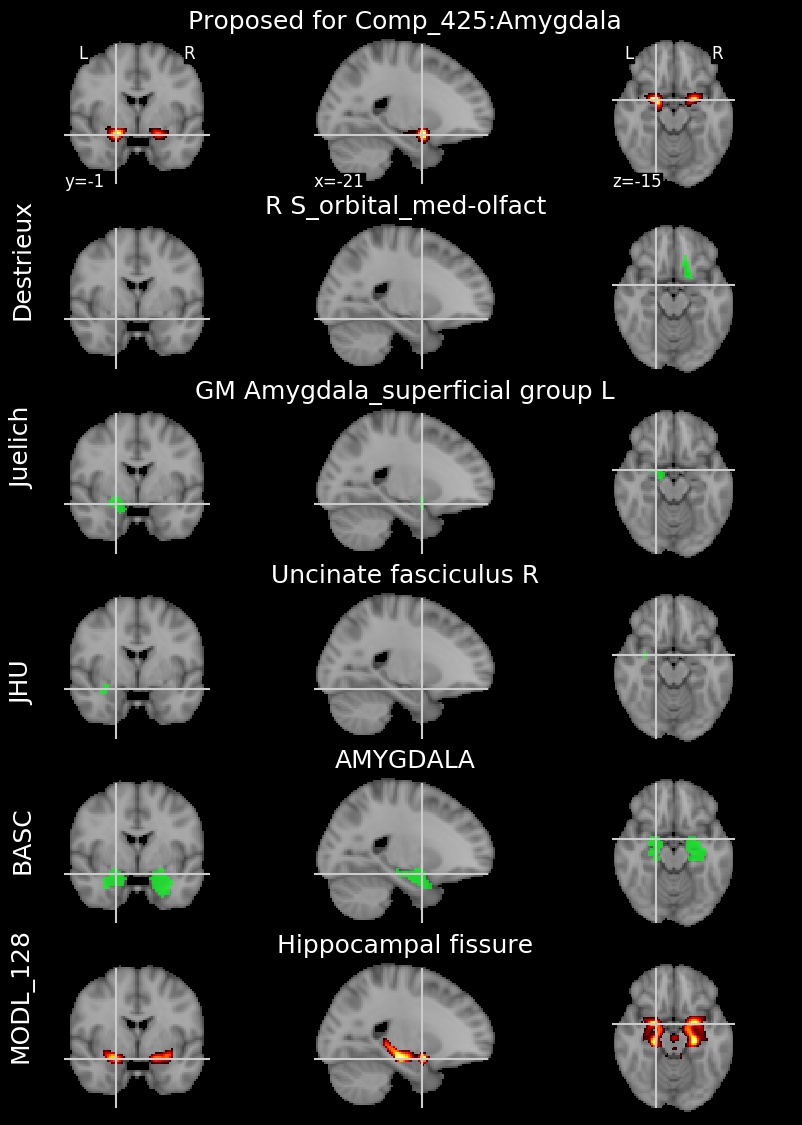 Proposed for Comp_425:Amygdala
L R
L R
y=-1
x=-21
z=-15
Destrieux
R S_orbital_med-olfact
Juelich
GM Amygdala_superficial group L
JHU
Uncinate fasciculus R
BASC
AMYGDALA
MODL_128
Hippocampal fissure